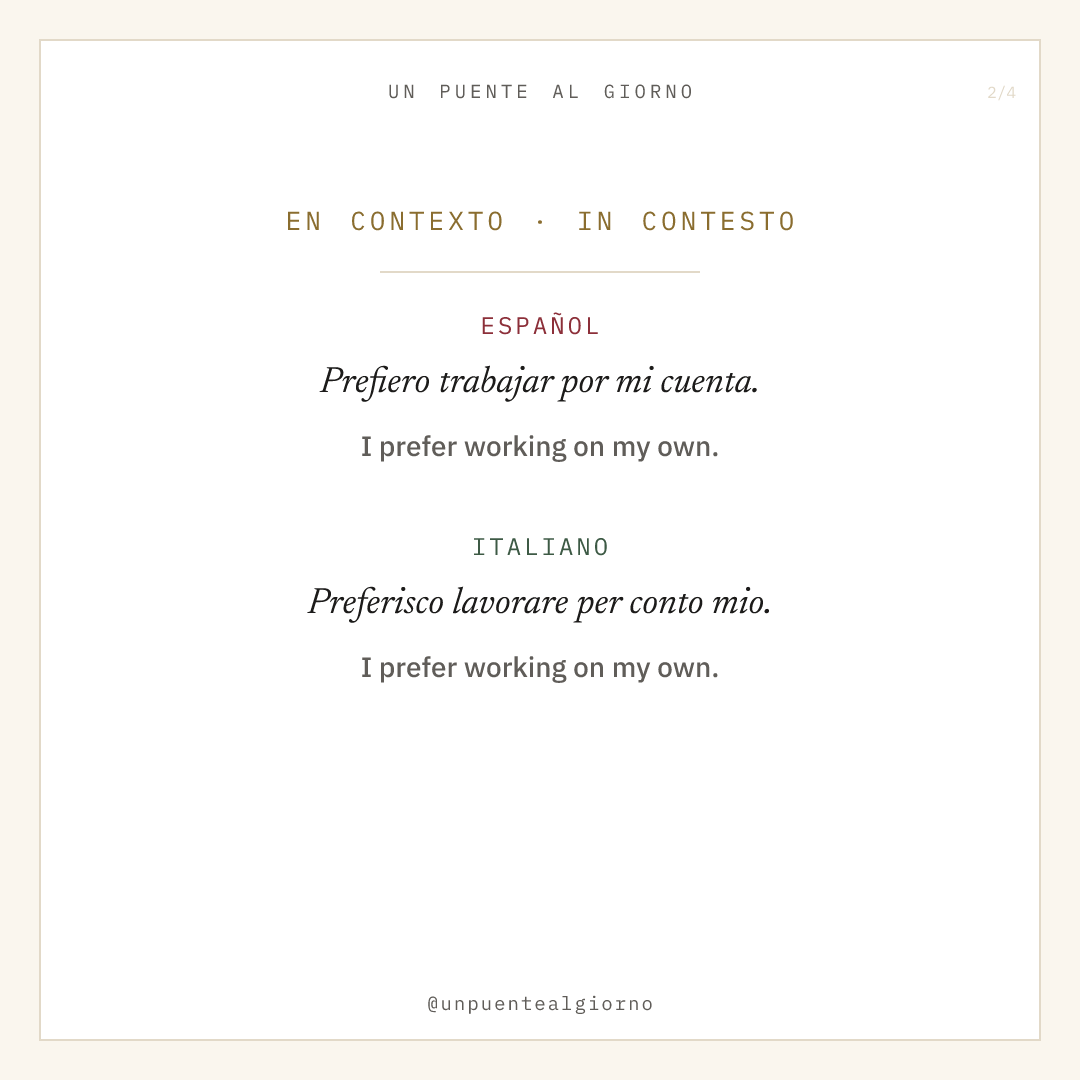 UN PUENTE AL GIORNO
2/4
EN CONTEXTO · IN CONTESTO
ESPAÑOL
Prefiero trabajar por mi cuenta.
I prefer working on my own.
ITALIANO
Preferisco lavorare per conto mio.
I prefer working on my own.
@unpuentealgiorno